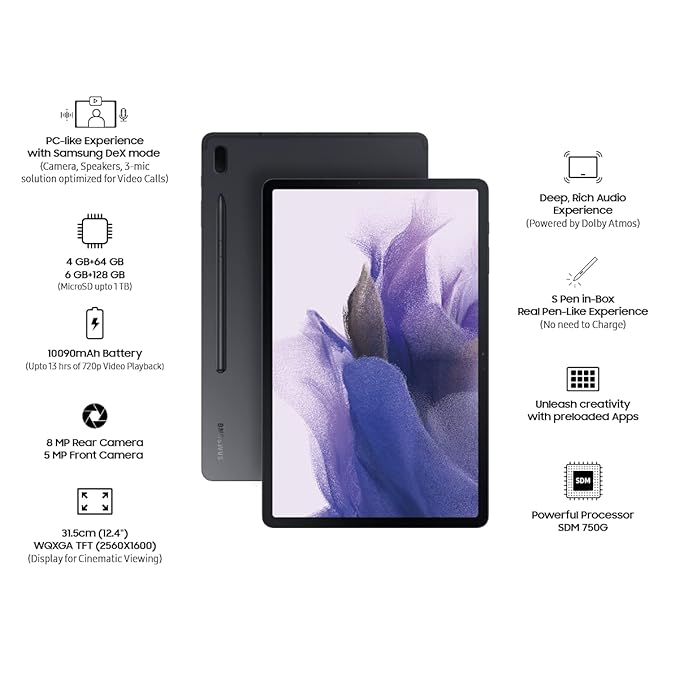 PC-like Experience
with Samsung DeX mode
(Camera, Speakers, 3-mic
solution optimized for Video Calls)
4 GB+64 GB
6 GB+128 GB
(MicroSD upto 1 TB)
10090mAh Battery
(Upto 13 hrs of 720p Video Playback)
8 MP Rear Camera
5 MP Front Camera
31.5cm (12.4")
WQXGA TFT (2560X1600)
(Display for Cinematic Viewing)
SAMSUNG
Deep, Rich Audio
Experience
(Powered by Dolby Atmos)
S Pen in-Box
Real Pen-Like Experience
(No need to Charge)
Unleash creativity
with preloaded Apps
SDM
Powerful Processor
SDM 750G